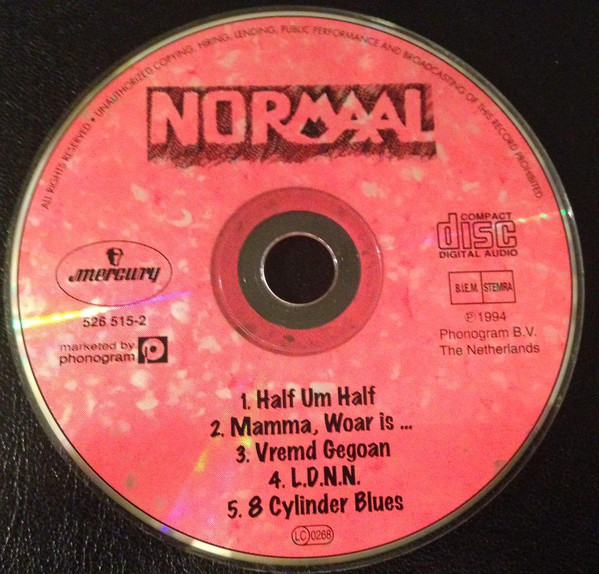 ALL RIGHTS RESERVED • UNAUTHORIZED COPYING, HIRING, LENDING, PUBLIC PERFORMANCE AND BROADCASTING OF THIS RECORD PROHIBITED
NORMAAL
mercury
526 515-2
marketed by
phonogram
p
COMPACT
disc
DIGITAL AUDIO
B.I.E.M. STEMRA
℗ 1994
Phonogram B.V.
The Netherlands
1. Half Um Half
2. Mamma, Woar is ...
3. Vremd Gegoan
4. L.D.N.N.
5. 8 Cylinder Blues
LC 0268